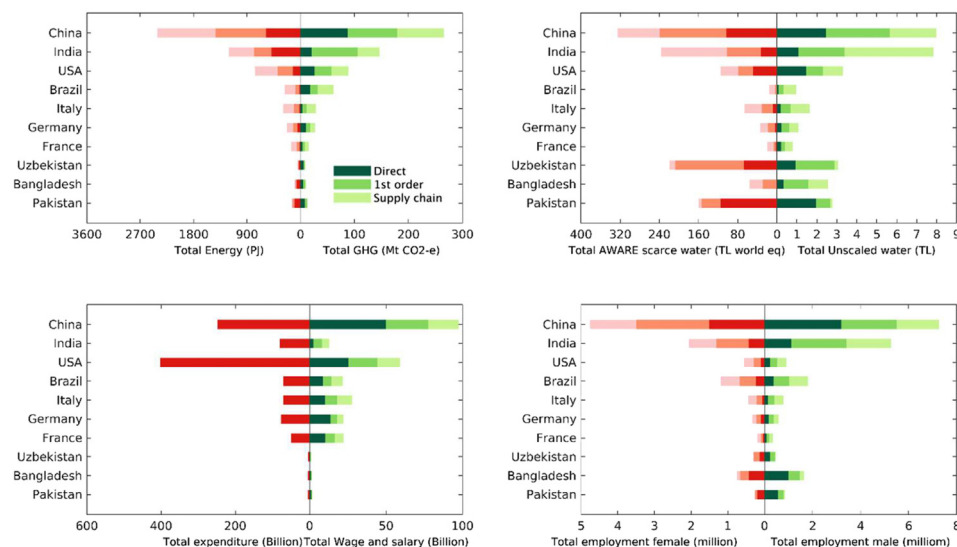 China
India
USA
Brazil
Italy
Germany
France
Uzbekistan
Bangladesh
Pakistan
Direct
1st order
Supply chain
3600 2700 1800 900 0 100 200 300
Total Energy (PJ) Total GHG (Mt CO2-e)
China
India
USA
Brazil
Italy
Germany
France
Uzbekistan
Bangladesh
Pakistan
400 320 240 160 80 0 1 2 3 4 5 6 7 8 9
Total AWARE scarce water (TL world eq) Total Unscaled water (TL)
China
India
USA
Brazil
Italy
Germany
France
Uzbekistan
Bangladesh
Pakistan
600 400 200 0 50 100
Total expenditure (Billion) Total Wage and salary (Billion)
China
India
USA
Brazil
Italy
Germany
France
Uzbekistan
Bangladesh
Pakistan
5 4 3 2 1 0 2 4 6 8
Total employment female (million) Total employment male (milliom)